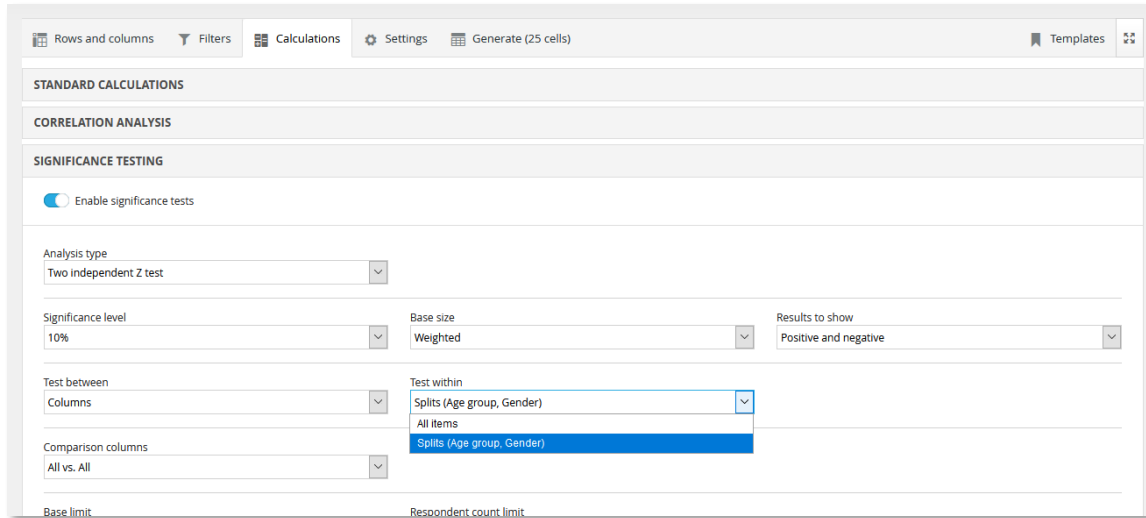 Rows and columns Filters Calculations Settings Generate (25 cells) Templates
STANDARD CALCULATIONS
CORRELATION ANALYSIS
SIGNIFICANCE TESTING
Enable significance tests
Analysis type
Two independent Z test
Significance level Base size Results to show
10% Weighted Positive and negative
Test between Test within
Columns Splits (Age group, Gender)
All items
Splits (Age group, Gender)
Comparison columns
All vs. All
Base limit Respondent count limit